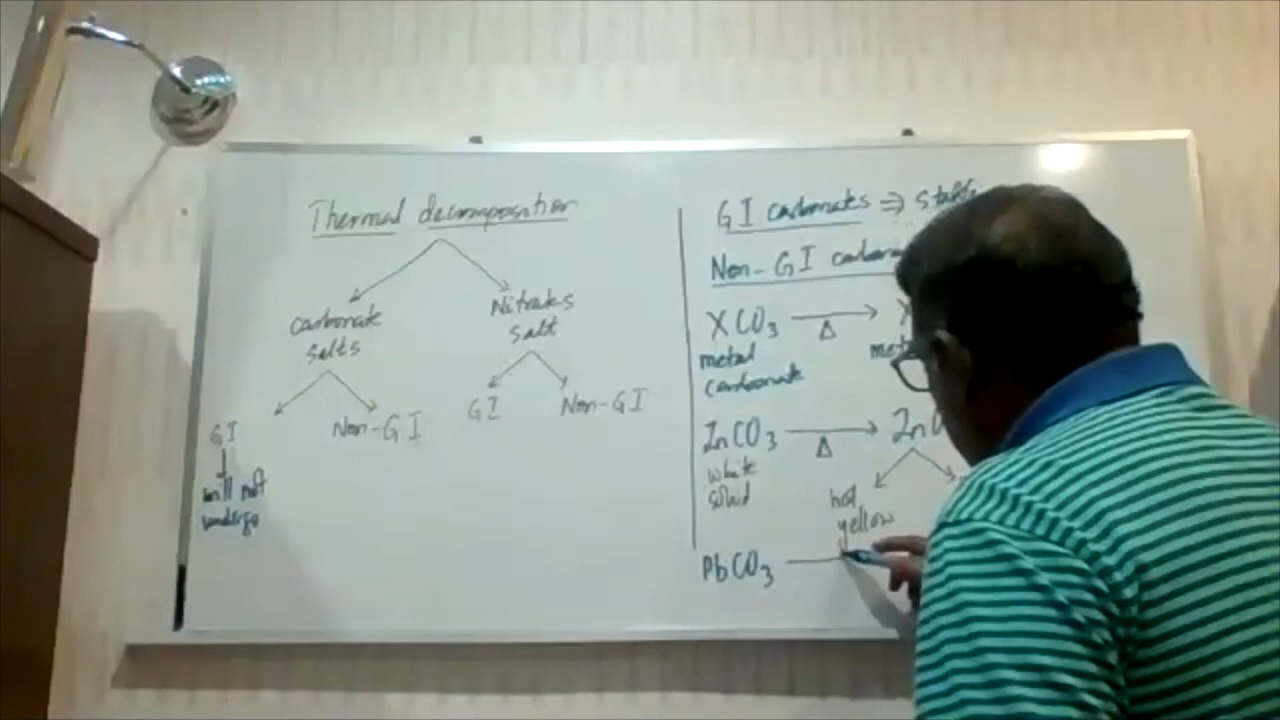 Thermal decomposition
Carbonate
salts
Nitrates
salt
GI
Non-GI
GI
Non-GI
will not
undergo
GI carbonates ⇒
Non-GI
XCO₃ → Δ
metal
carbonate
ZnCO₃ → Δ
white
solid
hot
yellow
PbCO₃